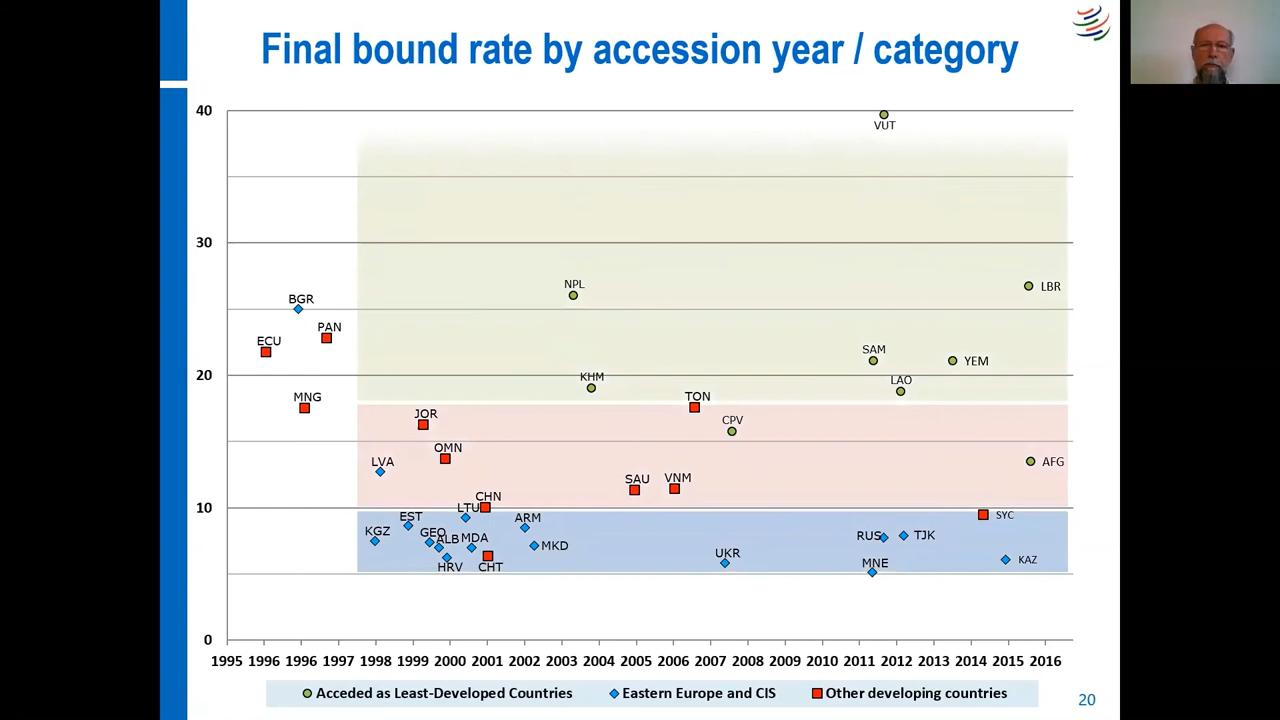 Final bound rate by accession year / category
40
VUT
30
NPL
LBR
BGR
PAN
ECU
SAM
YEM
20
KHM
LAO
MNG
TON
JOR
CPV
OMN
LVA
AFG
SAU
VNM
CHN
10
LTU
EST
ARM
SYC
KGZ
GEO
ALB
MDA
MKD
RUS
TJK
UKR
MNE
KAZ
HRV
CHT
0
1995 1996 1996 1997 1998 1999 2000 2001 2002 2003 2004 2005 2006 2007 2008 2009 2010 2011 2012 2013 2014 2015 2016
Acceded as Least-Developed Countries Eastern Europe and CIS Other developing countries
20